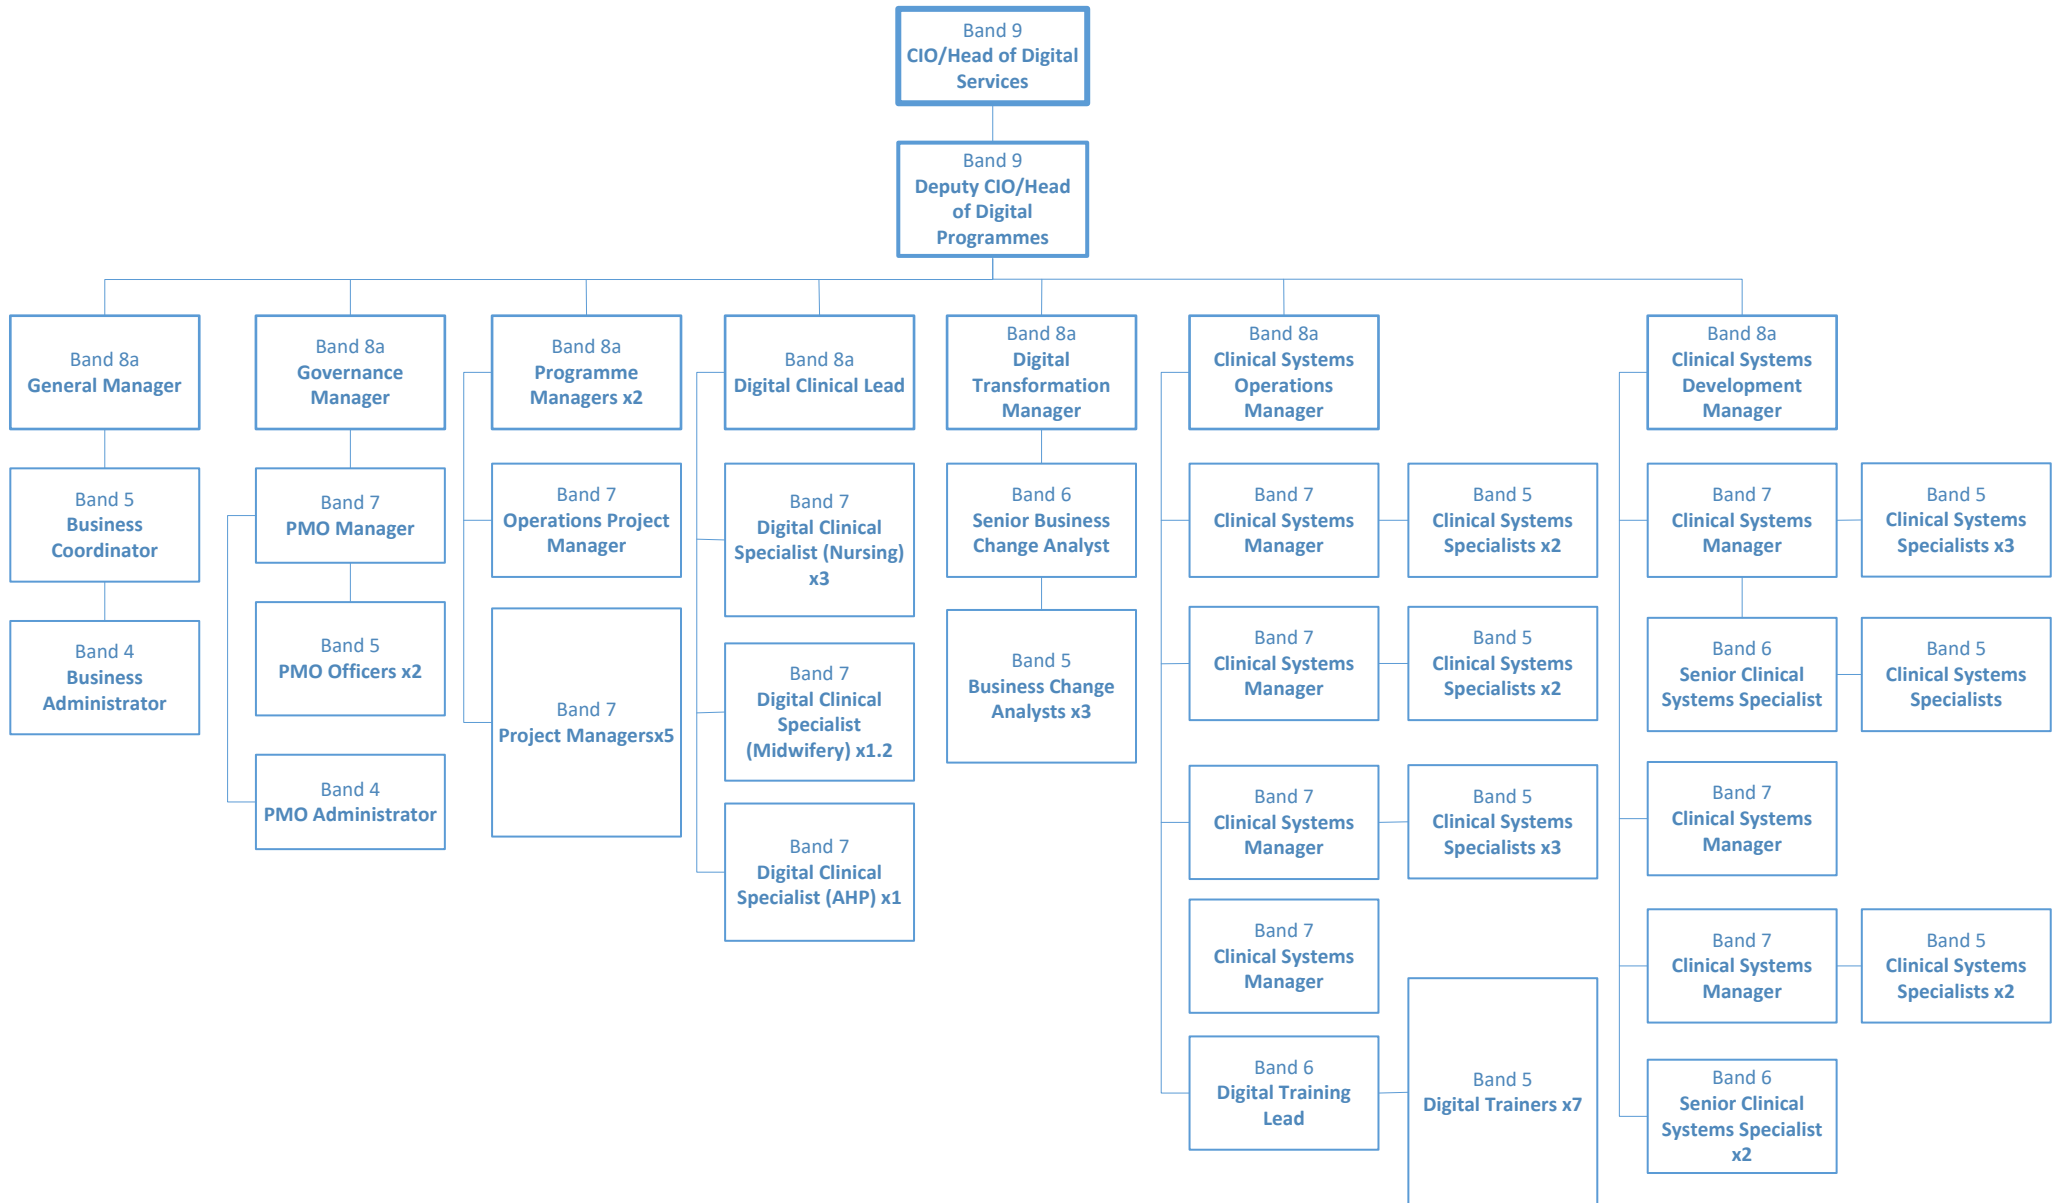 Band 9
CIO/Head of Digital
Services
Band 9
Deputy CIO/Head
of Digital
Programmes
Band 8a
General Manager
Band 5
Business
Coordinator
Band 4
Business
Administrator
Band 8a
Governance
Manager
Band 7
PMO Manager
Band 5
PMO Officers x2
Band 4
PMO Administrator
Band 8a
Programme
Managers x2
Band 7
Operations Project
Manager
Band 7
Project Managersx5
Band 8a
Digital Clinical Lead
Band 7
Digital Clinical
Specialist (Nursing)
x3
Band 7
Digital Clinical
Specialist
(Midwifery) x1.2
Band 7
Digital Clinical
Specialist (AHP) x1
Band 8a
Digital
Transformation
Manager
Band 6
Senior Business
Change Analyst
Band 5
Business Change
Analysts x3
Band 8a
Clinical Systems
Operations
Manager
Band 7
Clinical Systems
Manager
Band 5
Clinical Systems
Specialists x2
Band 7
Clinical Systems
Manager
Band 5
Clinical Systems
Specialists x2
Band 7
Clinical Systems
Manager
Band 5
Clinical Systems
Specialists x3
Band 7
Clinical Systems
Manager
Band 6
Digital Training
Lead
Band 5
Digital Trainers x7
Band 8a
Clinical Systems
Development
Manager
Band 7
Clinical Systems
Manager
Band 5
Clinical Systems
Specialists x3
Band 6
Senior Clinical
Systems Specialist
Band 5
Clinical Systems
Specialists
Band 7
Clinical Systems
Manager
Band 7
Clinical Systems
Manager
Band 5
Clinical Systems
Specialists x2
Band 6
Senior Clinical
Systems Specialist
x2